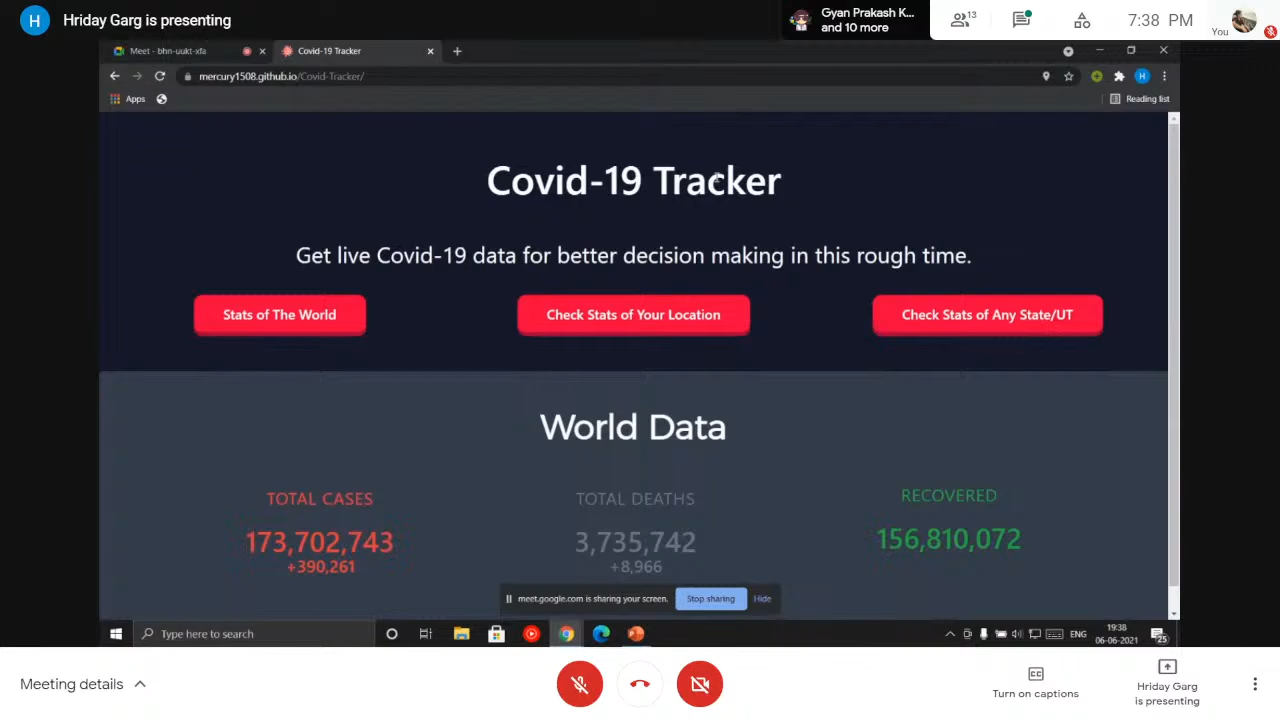 H Hriday Garg is presenting
Gyan Prakash K...
and 10 more
13
7:38 PM
You
Meet - bhn-uukt-xfa
Covid-19 Tracker
mercury1508.github.io/Covid-Tracker/
H
Apps
Reading list
Covid-19 Tracker
Get live Covid-19 data for better decision making in this rough time.
Stats of The World
Check Stats of Your Location
Check Stats of Any State/UT
World Data
TOTAL CASES
173,702,743
+390,261
TOTAL DEATHS
3,735,742
+8,966
RECOVERED
156,810,072
meet.google.com is sharing your screen.
Stop sharing
Hide
Type here to search
ENG
19:38
06-06-2021
25
Meeting details
CC
Turn on captions
Hriday Garg
is presenting